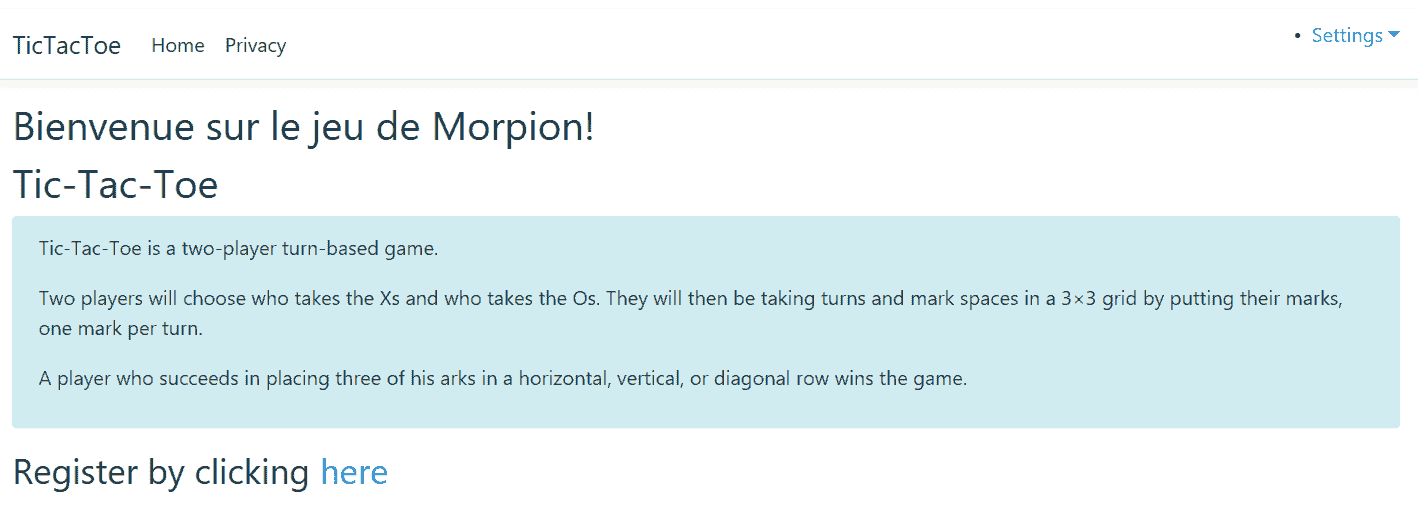 TicTacToe Home Privacy • Settings
Bienvenue sur le jeu de Morpion!
Tic-Tac-Toe
Tic-Tac-Toe is a two-player turn-based game.
Two players will choose who takes the Xs and who takes the Os. They will then be taking turns and mark spaces in a 3×3 grid by putting their marks,
one mark per turn.
A player who succeeds in placing three of his arks in a horizontal, vertical, or diagonal row wins the game.
Register by clicking here